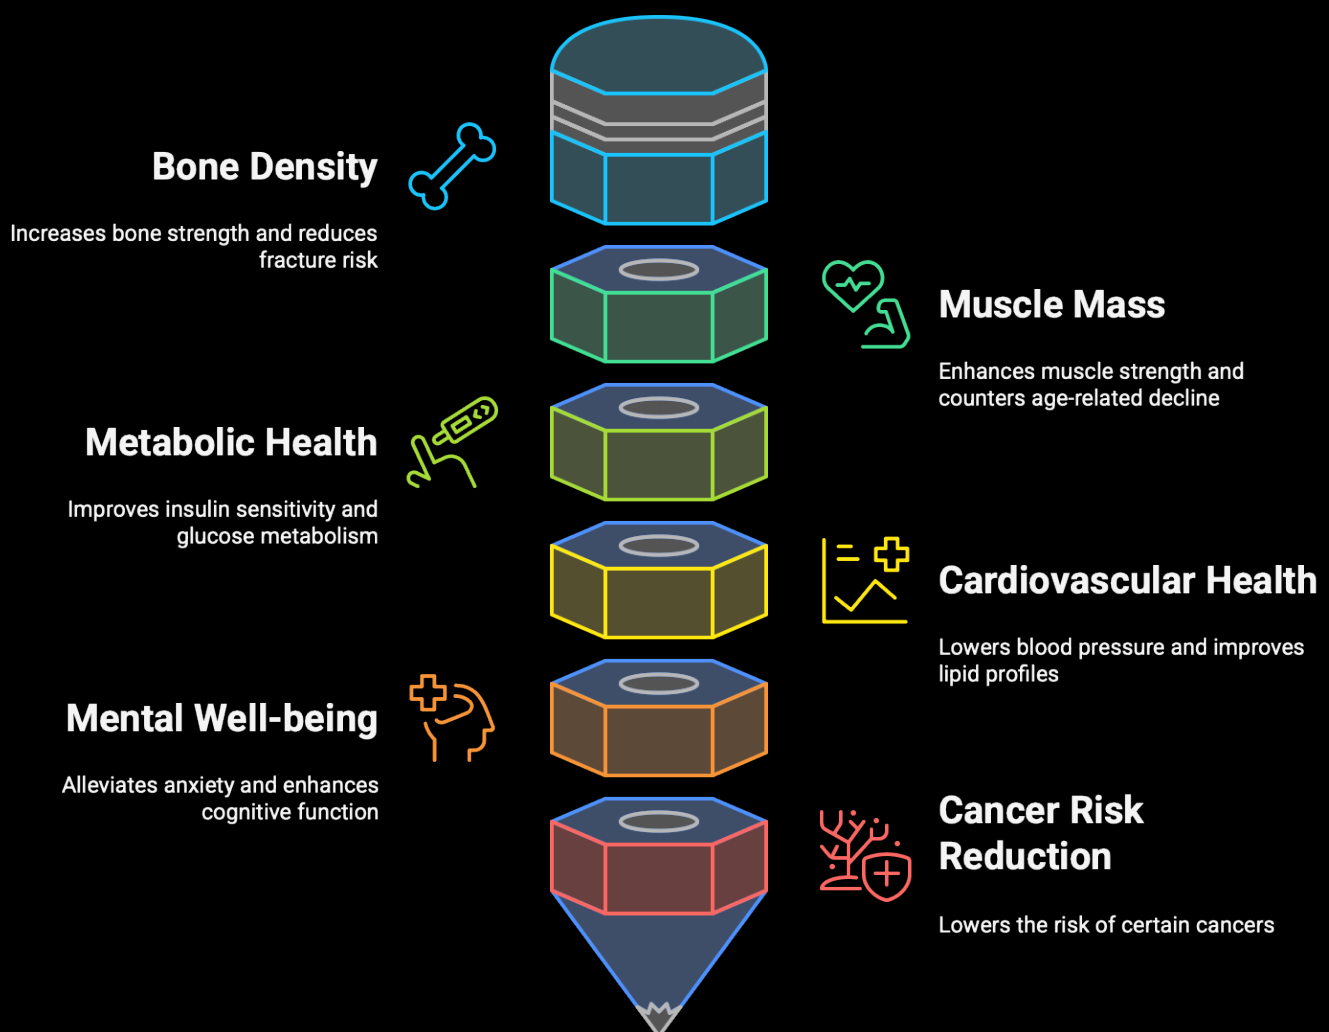 Bone Density
Increases bone strength and reduces
fracture risk
Muscle Mass
Enhances muscle strength and
counters age-related decline
Metabolic Health
Improves insulin sensitivity and
glucose metabolism
Cardiovascular Health
Lowers blood pressure and improves
lipid profiles
Mental Well-being
Alleviates anxiety and enhances
cognitive function
Cancer Risk
Reduction
Lowers the risk of certain cancers